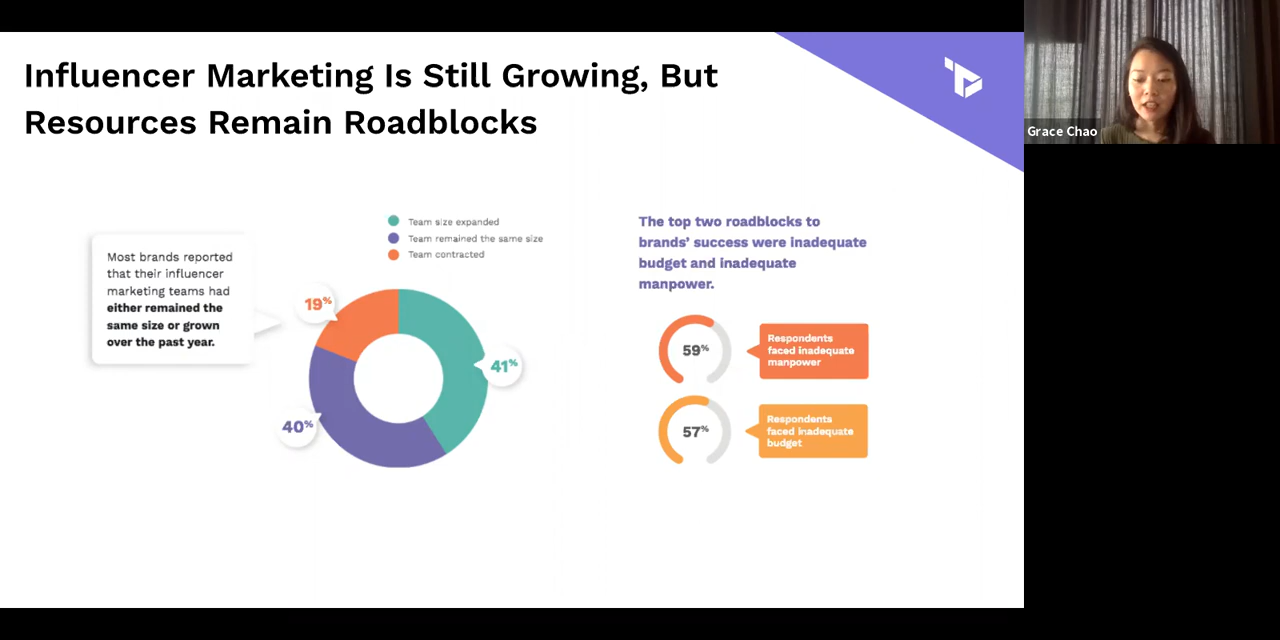 Influencer Marketing Is Still Growing, But
Resources Remain Roadblocks
Grace Chao
Team size expanded
Team remained the same size
Team contracted
Most brands reported
that their influencer
marketing teams had
either remained the
same size or grown
over the past year.
19%
41%
40%
The top two roadblocks to
brands’ success were inadequate
budget and inadequate
manpower.
59%
Respondents
faced inadequate
manpower
57%
Respondents
faced inadequate
budget